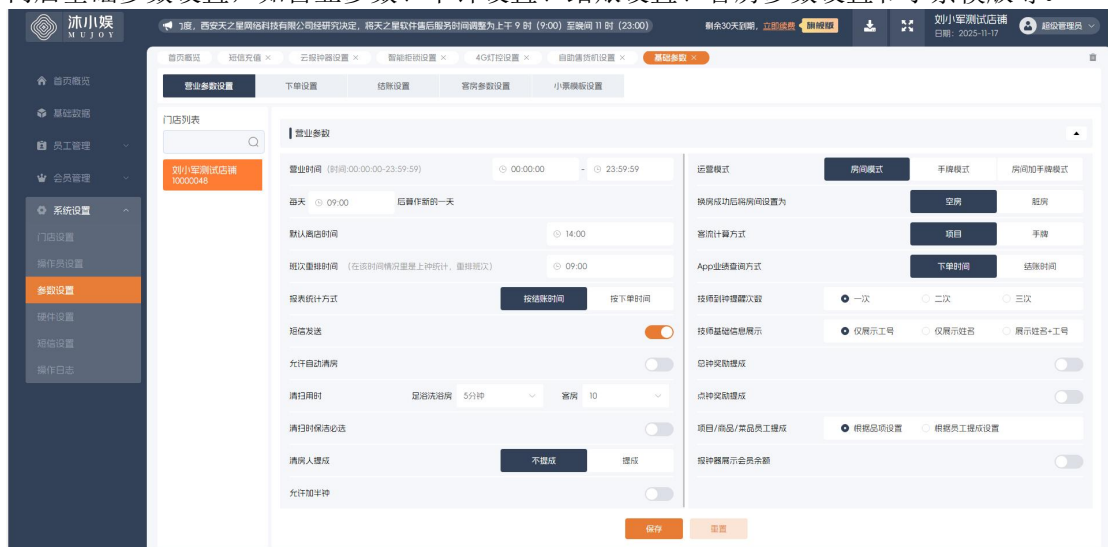 沐小娱
MUJOY
1度，西安天之星网络科技有限公司经研究决定，将天之星软件售后服务时间调整为上午 9 时 (9:00) 至晚间 11 时 (23:00)
剩余30天到期, 立即续费 旗舰版
刘小军测试店铺
日期：2025-11-17
超级管理员
首页概览 短信充值 × 云报钟器设置 × 智能柜锁设置 × 4G灯控设置 × 自助售货机设置 × 基础参数 ×
首页概览
基础数据
员工管理
会员管理
系统设置
门店设置
操作员设置
参数设置
硬件设置
短信设置
操作日志
营业参数设置 下单设置 结账设置 客房参数设置 小票模板设置
门店列表
刘小军测试店铺
10000048
营业参数
营业时间 (时间:00:00:00-23:59:59) 00:00:00 - 23:59:59
每天 09:00 后算作新的一天
默认离店时间 14:00
班次重排时间 (在该时间情况里是上钟统计，重排班次) 09:00
报表统计方式 按结账时间 按下单时间
短信发送
允许自动清房
清扫用时 足浴洗浴房 5分钟 客房 10
清扫时保洁必选
清房人提成 不提成 提成
允许加半钟
运营模式 房间模式 手牌模式 房间加手牌模式
换房成功后将房间设置为 空房 脏房
客流计算方式 项目 手牌
App业绩查询方式 下单时间 结账时间
技师到钟提醒次数 一次 二次 三次
技师基础信息展示 仅展示工号 仅展示姓名 展示姓名+工号
总钟奖励提成
点钟奖励提成
项目/商品/菜品员工提成 根据品项设置 根据员工提成设置
报钟器展示会员余额
保存 重置